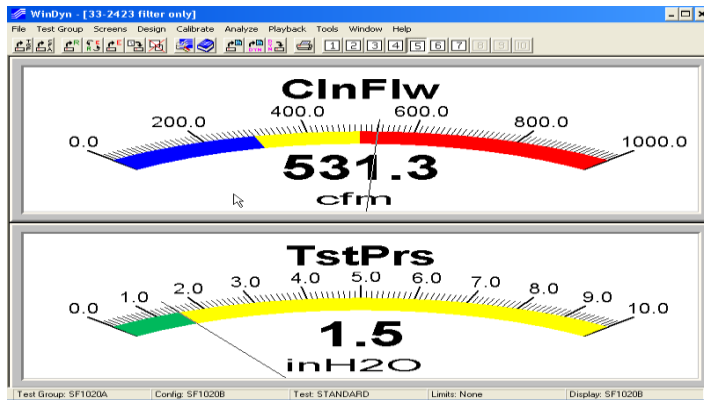 WinDyn - [33-2423 filter only]
File Test Group Screens Design Calibrate Analyze Playback Tools Window Help
1 2 3 4 5 6 7 8 9 10
ClnFlw
0.0 200.0 400.0 600.0 800.0 1000.0
531.3
cfm
TstPrs
0.0 1.0 2.0 3.0 4.0 5.0 6.0 7.0 8.0 9.0 10.0
1.5
inH2O
Test Group: SF1020A Config: SF1020B Test: STANDARD Limits: None Display: SF1020B